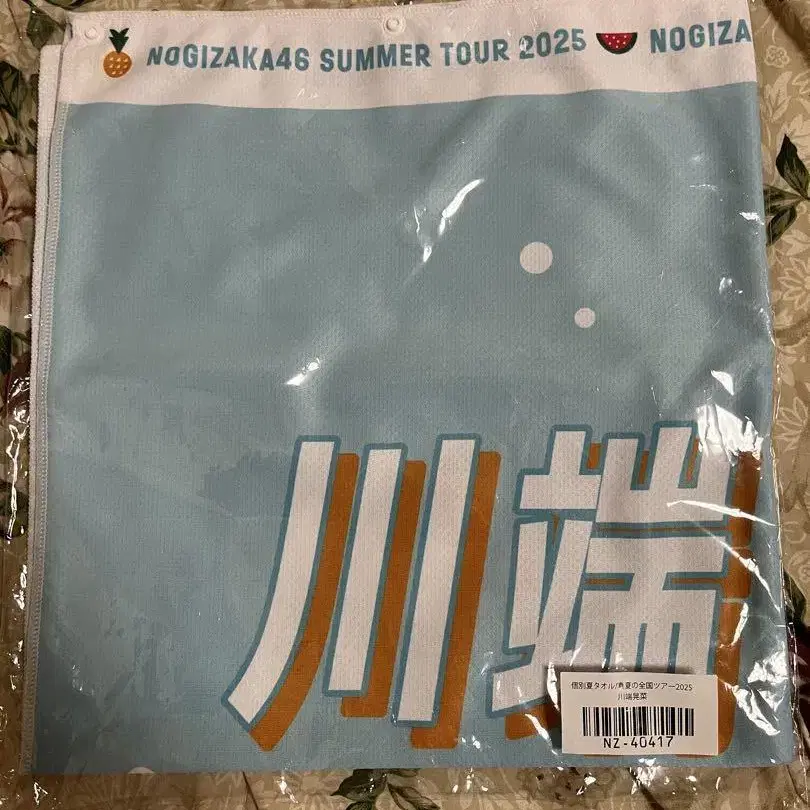 NOGIZAKA46 SUMMER TOUR 2025 NOGIZA
川端
個別夏タオル/真夏の全国ツアー2025
川端晃菜
NZ-40417